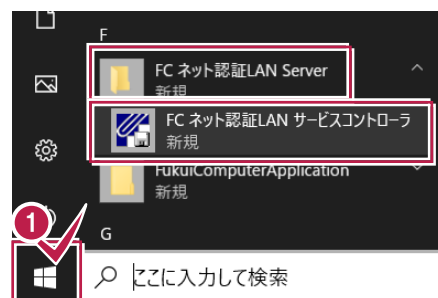 F
FC ネット認証LAN Server
新規
FC ネット認証LAN サービスコントローラ
新規
FukuiComputerApplication
新規
G
1
ここに入力して検索